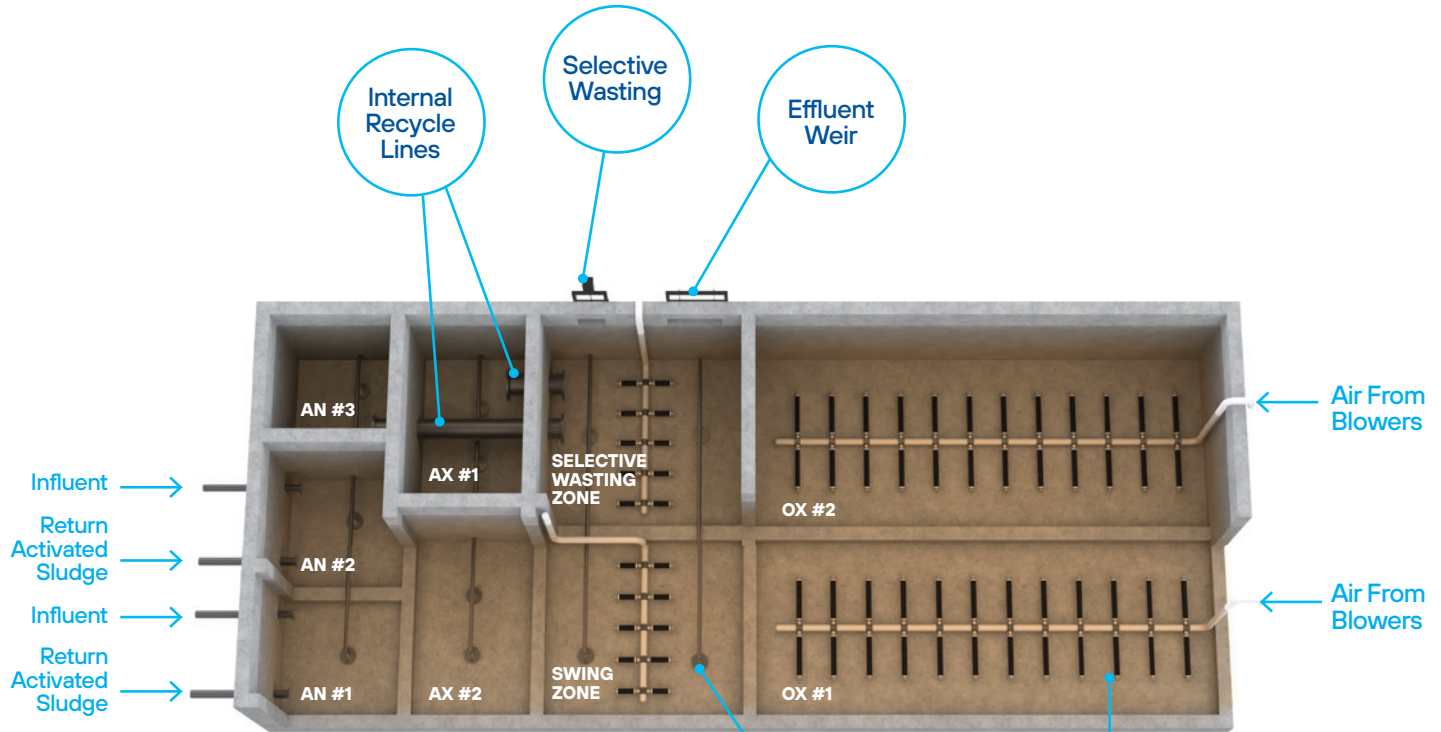 Internal
Recycle
Lines
Selective
Wasting
Effluent
Weir
AN #3
AX #1
SELECTIVE
WASTING
ZONE
OX #2
Air From
Blowers
Influent
Return
Activated
Sludge
AN #2
Influent
Return
Activated
Sludge
AN #1
AX #2
SWING
ZONE
OX #1
Air From
Blowers